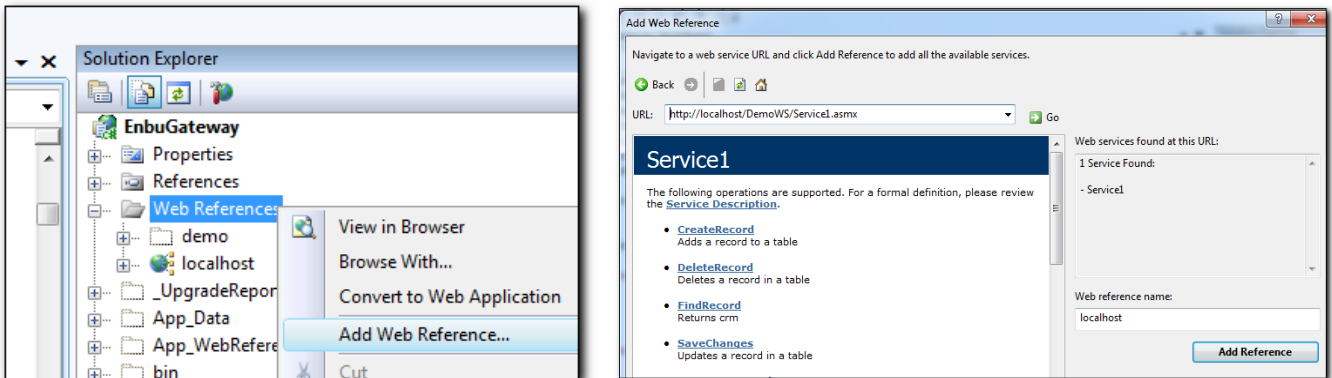 Solution Explorer
EnbuGateway
Properties
References
Web References
demo
localhost
_UpgradeRepor
App_Data
App_WebRefere
bin
View in Browser
Browse With...
Convert to Web Application
Add Web Reference...
Cut
Add Web Reference
Navigate to a web service URL and click Add Reference to add all the available services.
Back
URL: http://localhost/DemoWS/Service1.asmx Go
Service1
The following operations are supported. For a formal definition, please review
the Service Description.
CreateRecord
Adds a record to a table
DeleteRecord
Deletes a record in a table
FindRecord
Returns crm
SaveChanges
Updates a record in a table
Web services found at this URL:
1 Service Found:
- Service1
Web reference name:
localhost
Add Reference